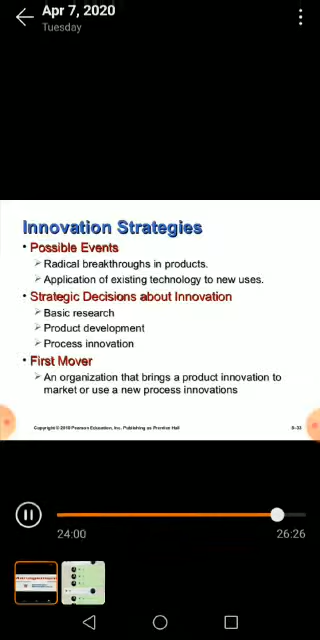 Apr 7, 2020
Tuesday
Innovation Strategies
• Possible Events
➢ Radical breakthroughs in products.
➢ Application of existing technology to new uses.
• Strategic Decisions about Innovation
➢ Basic research
➢ Product development
➢ Process innovation
• First Mover
➢ An organization that brings a product innovation to
market or use a new process innovations
Copyright © 2010 Pearson Education, Inc. Publishing as Prentice Hall
8–33
24:00
26:26